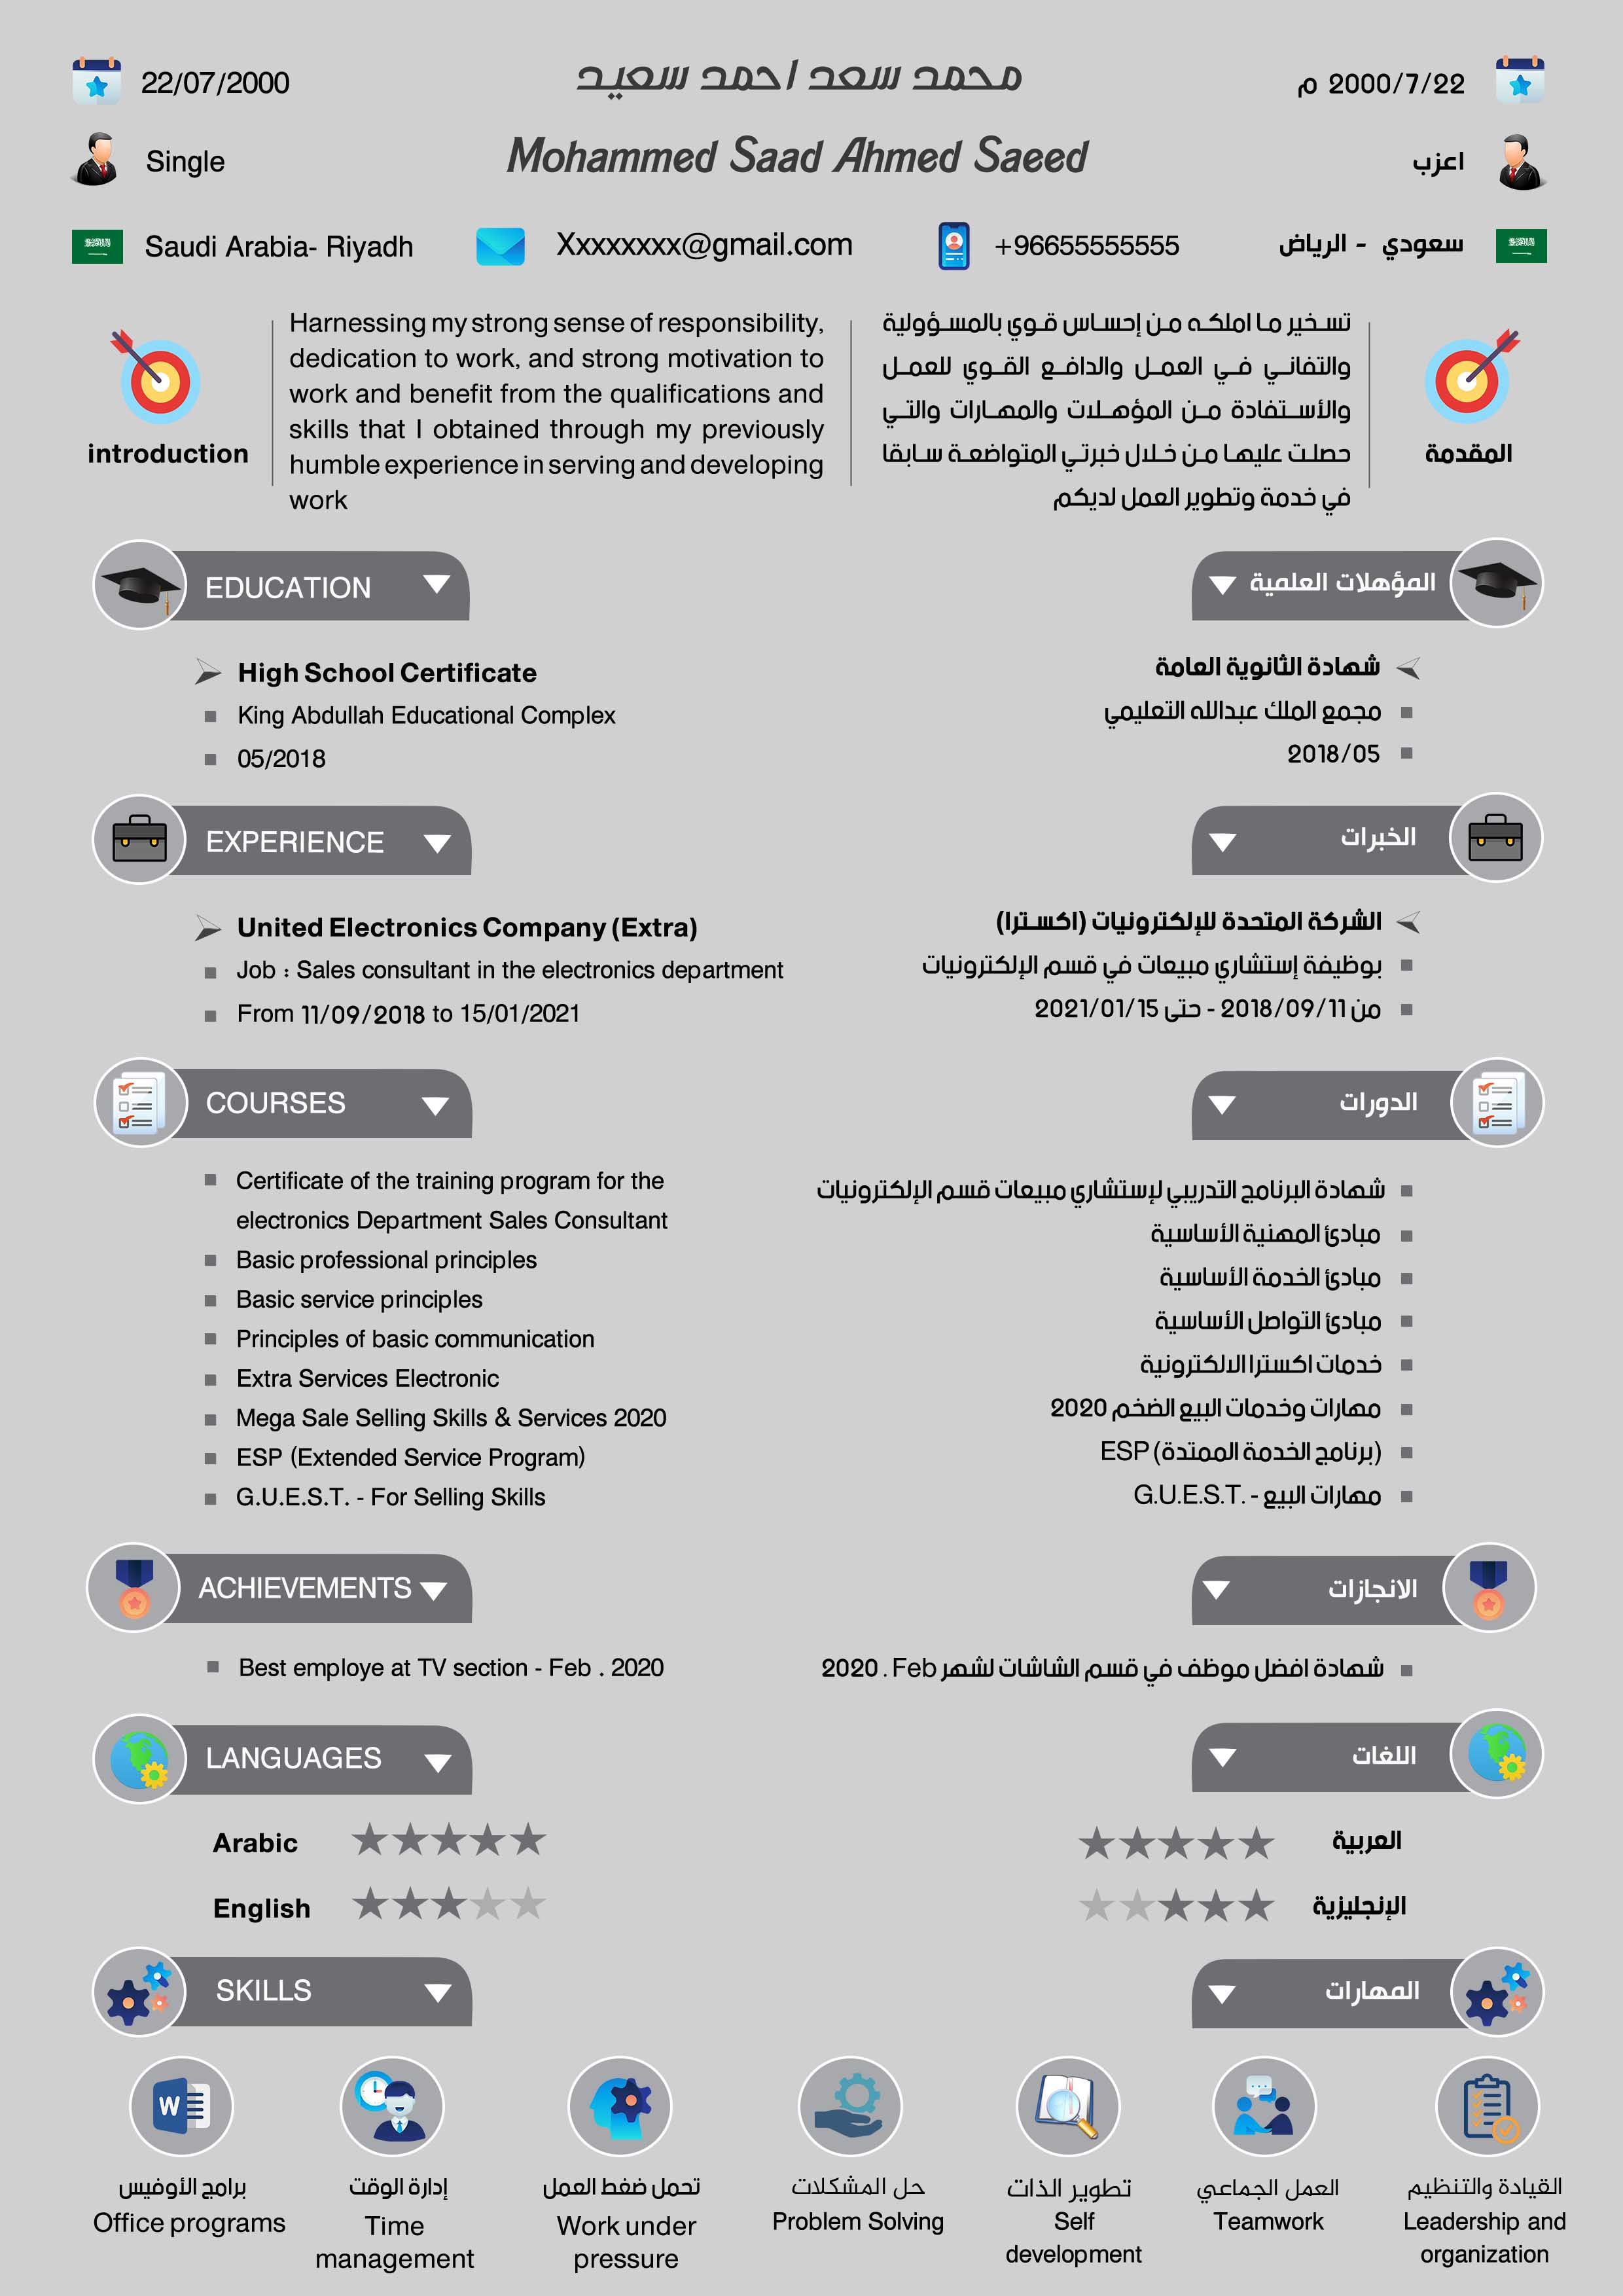 22/07/2000
محمد سعد احمد سعيد
2000/7/22 م
Single
Mohammed Saad Ahmed Saeed
اعزب
Saudi Arabia- Riyadh
Xxxxxxxx@gmail.com
+96655555555
سعودي - الرياض
introduction
Harnessing my strong sense of responsibility,
dedication to work, and strong motivation to
work and benefit from the qualifications and
skills that I obtained through my previously
humble experience in serving and developing
work
المقدمة
تسخير ما املكه من إحساس قوي بالمسؤولية
والتفاني في العمل والدافع القوي للعمل
والأستفادة من المؤهلات والمهارات والتي
حصلت عليها من خلال خبرتي المتواضعة سابقا
في خدمة وتطوير العمل لديكم
EDUCATION
High School Certificate
King Abdullah Educational Complex
05/2018
المؤهلات العلمية
شهادة الثانوية العامة
مجمع الملك عبدالله التعليمي
2018/05
EXPERIENCE
United Electronics Company (Extra)
Job : Sales consultant in the electronics department
From 11/09/2018 to 15/01/2021
الخبرات
الشركة المتحدة للإلكترونيات (اكسترا)
بوظيفة إستشاري مبيعات في قسم الإلكترونيات
من 2018/09/11 - حتى 2021/01/15
COURSES
Certificate of the training program for the
electronics Department Sales Consultant
Basic professional principles
Basic service principles
Principles of basic communication
Extra Services Electronic
Mega Sale Selling Skills & Services 2020
ESP (Extended Service Program)
G.U.E.S.T. - For Selling Skills
الدورات
شهادة البرنامج التدريبي لإستشاري مبيعات قسم الإلكترونيات
مبادئ المهنية الأساسية
مبادئ الخدمة الأساسية
مبادئ التواصل الأساسية
خدمات اكسترا الالكترونية
مهارات وخدمات البيع الضخم 2020
(برنامج الخدمة الممتدة) ESP
مهارات البيع - G.U.E.S.T.
ACHIEVEMENTS
Best employe at TV section - Feb . 2020
الانجازات
شهادة افضل موظف في قسم الشاشات لشهر Feb . 2020
LANGUAGES
Arabic
English
اللغات
العربية
الإنجليزية
SKILLS
المهارات
برامج الأوفيس
Office programs
إدارة الوقت
Time
management
تحمل ضغط العمل
Work under
pressure
حل المشكلات
Problem Solving
تطوير الذات
Self
development
العمل الجماعي
Teamwork
القيادة والتنظيم
Leadership and
organization
W